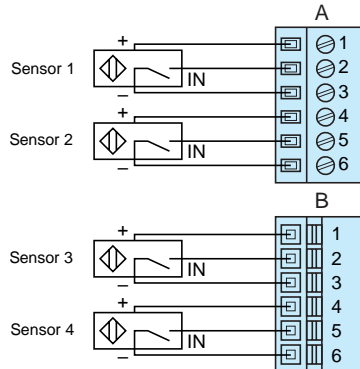 A
+ 1
Sensor 1 2
IN
– 3
+ 4
Sensor 2 5
IN
– 6
B
+ 1
Sensor 3 2
IN
– 3
+ 4
Sensor 4 5
IN
– 6